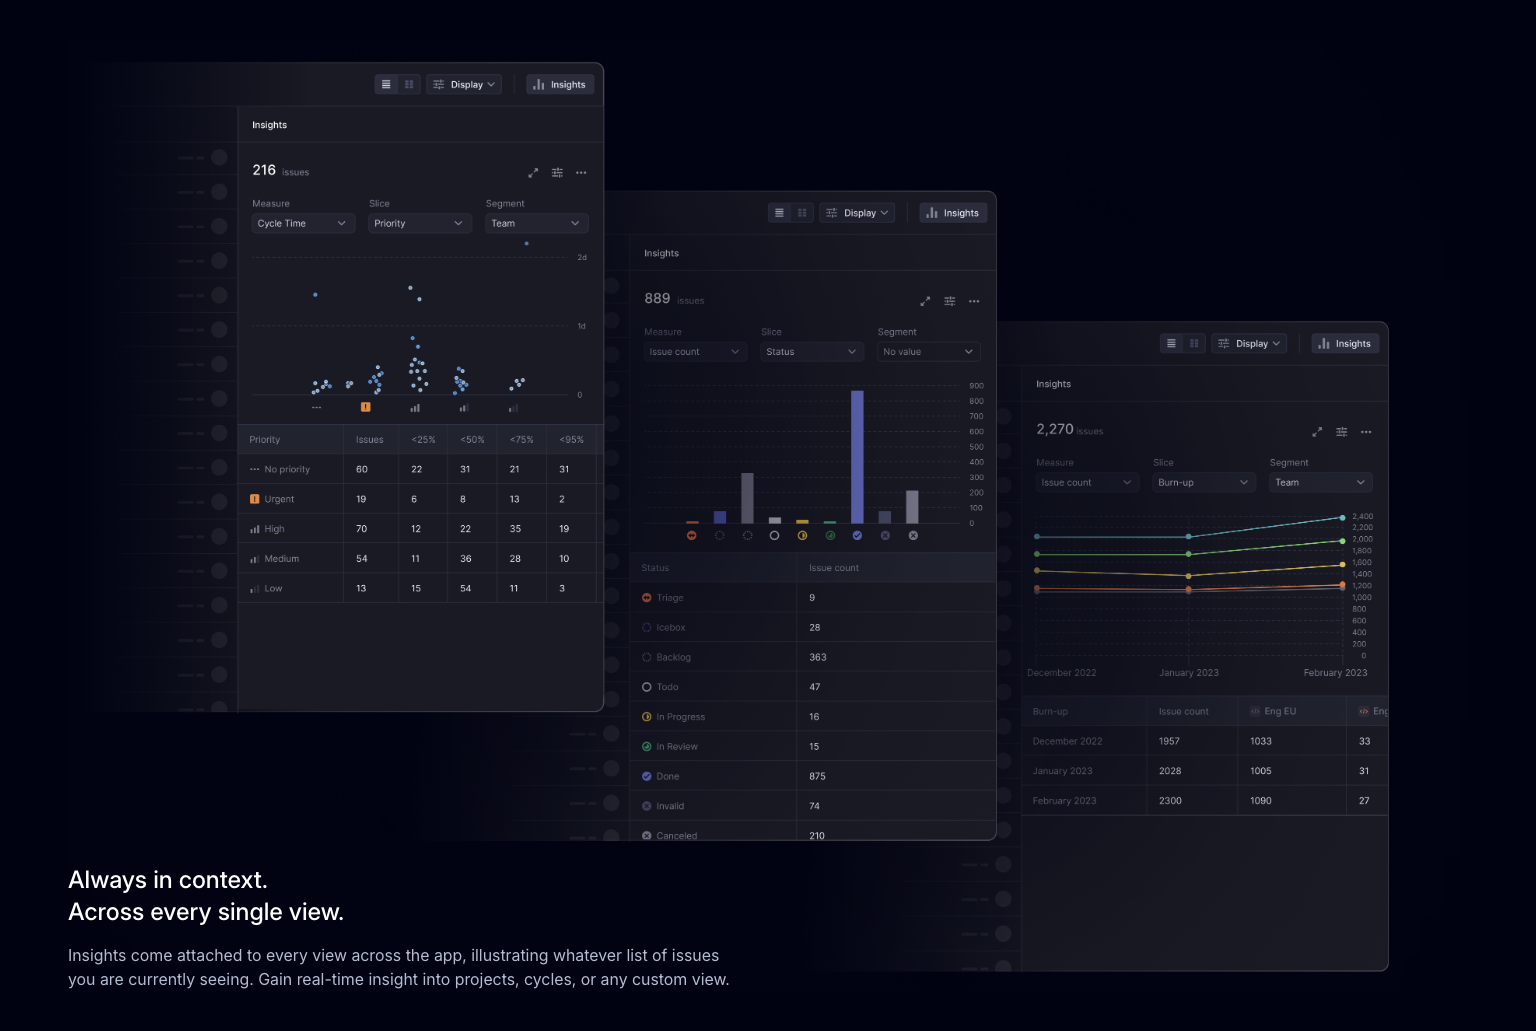 Display
Insights
Insights
216 issues
Measure Slice Segment
Cycle Time Priority Team
2d
1d
0
Priority Issues <25% <50% <75% <95%
No priority 60 22 31 21 31
Urgent 19 6 8 13 2
High 70 12 22 35 19
Medium 54 11 36 28 10
Low 13 15 54 11 3
Display
Insights
Insights
889 issues
Measure Slice Segment
Issue count Status No value
900
800
700
600
500
400
300
200
100
0
Status Issue count
Triage 9
Icebox 28
Backlog 363
Todo 47
In Progress 16
In Review 15
Done 875
Invalid 74
Canceled 210
Display
Insights
Insights
2,270 issues
Measure Slice Segment
Issue count Burn-up Team
2,400
2,200
2,000
1,800
1,600
1,400
1,200
1,000
800
600
400
200
0
December 2022 January 2023 February 2023
Burn-up Issue count Eng EU Eng
December 2022 1957 1033 33
January 2023 2028 1005 31
February 2023 2300 1090 27
Always in context.
Across every single view.
Insights come attached to every view across the app, illustrating whatever list of issues
you are currently seeing. Gain real-time insight into projects, cycles, or any custom view.